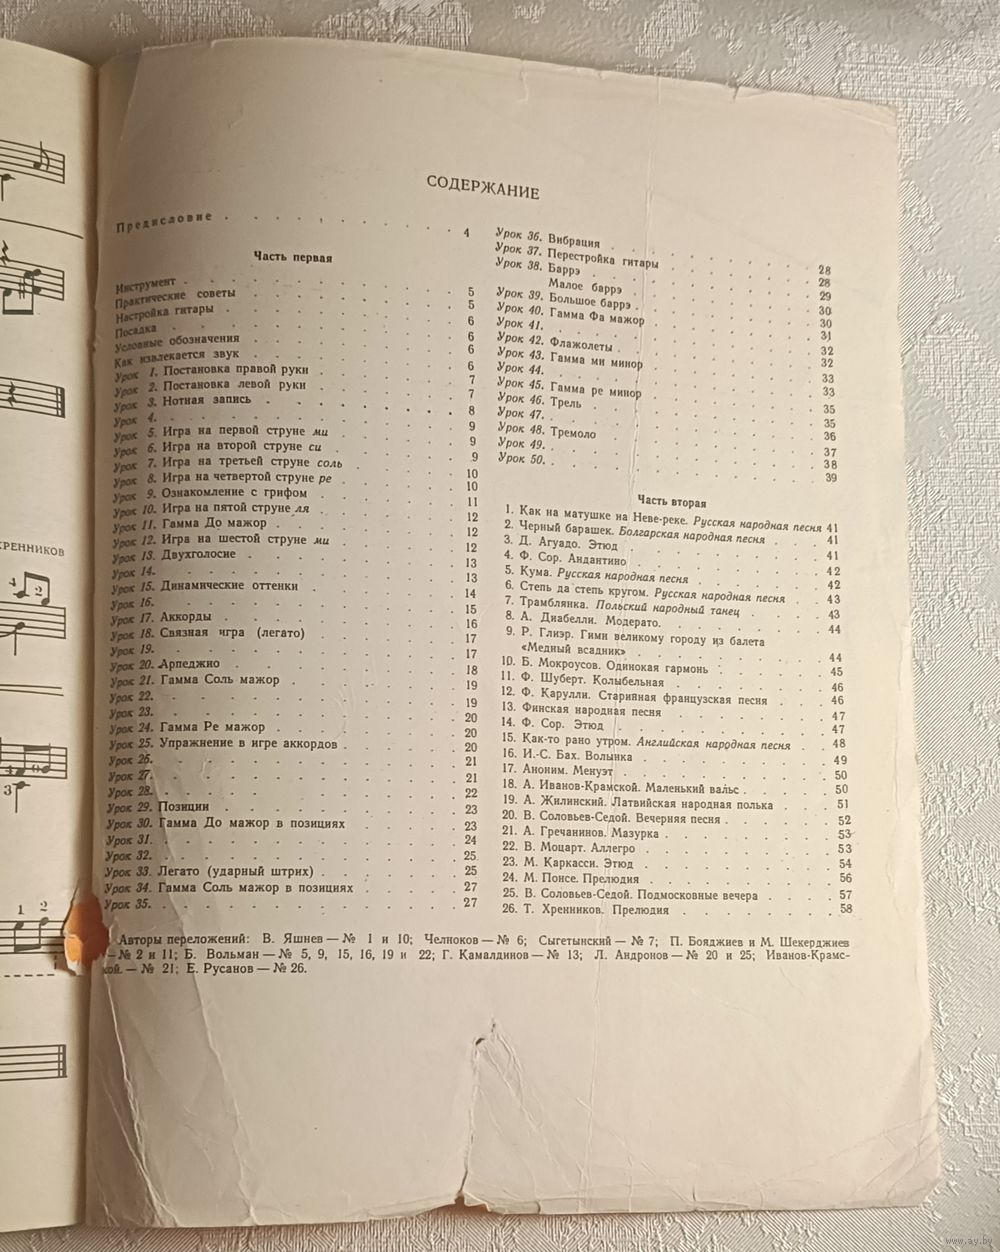 РЕННИКОВ
4 2
3
1 2
СОДЕРЖАНИЕ
Предисловие . . . . . . . . . . 4
Часть первая
Инструмент . . . . . . . . . . 5
Практические советы . . . . . . . . 5
Настройка гитары . . . . . . . . 6
Посадка . . . . . . . . . . 6
Условные обозначения . . . . . . . 6
Как извлекается звук . . . . . . . 6
Урок 1. Постановка правой руки . . . . . 7
Урок 2. Постановка левой руки . . . . . 7
Урок 3. Нотная запись . . . . . . . 8
Урок 4. . . . . . . . . . . 9
Урок 5. Игра на первой струне ми . . . . 9
Урок 6. Игра на второй струне си . . . . 9
Урок 7. Игра на третьей струне соль . . . . 10
Урок 8. Игра на четвертой струне ре . . . . 10
Урок 9. Ознакомление с грифом . . . . . 11
Урок 10. Игра на пятой струне ля . . . . . 12
Урок 11. Гамма До мажор . . . . . . 12
Урок 12. Игра на шестой струне ми . . . . 12
Урок 13. Двухголосие . . . . . . . 13
Урок 14. . . . . . . . . . . 13
Урок 15. Динамические оттенки . . . . . 14
Урок 16. . . . . . . . . . . 15
Урок 17. Аккорды . . . . . . . . 16
Урок 18. Связная игра (легато) . . . . . 17
Урок 19. . . . . . . . . . . 17
Урок 20. Арпеджио . . . . . . . . 18
Урок 21. Гамма Соль мажор . . . . . . 19
Урок 22. . . . . . . . . . . 19
Урок 23. . . . . . . . . . . 20
Урок 24. Гамма Ре мажор . . . . . . 20
Урок 25. Упражнение в игре аккордов . . . . 20
Урок 26. . . . . . . . . . . 21
Урок 27. . . . . . . . . . . 21
Урок 28. . . . . . . . . . . 22
Урок 29. Позиции . . . . . . . . 23
Урок 30. Гамма До мажор в позициях . . . . 23
Урок 31. . . . . . . . . . . 24
Урок 32. . . . . . . . . . . 25
Урок 33. Легато (ударный штрих) . . . . . 25
Урок 34. Гамма Соль мажор в позициях . . . . 27
Урок 35. . . . . . . . . . . 27
Урок 36. Вибрация . . . . . . . 28
Урок 37. Перестройка гитары . . . . . 28
Урок 38. Баррэ . . . . . . . . 29
Малое баррэ . . . . . . . 30
Урок 39. Большое баррэ . . . . . . 30
Урок 40. Гамма Фа мажор . . . . . . 31
Урок 41. . . . . . . . . . 32
Урок 42. Флажолеты . . . . . . . 32
Урок 43. Гамма ми минор . . . . . . 33
Урок 44. . . . . . . . . . 33
Урок 45. Гамма ре минор . . . . . . 35
Урок 46. Трель . . . . . . . . 35
Урок 47. . . . . . . . . . 36
Урок 48. Тремоло . . . . . . . 37
Урок 49. . . . . . . . . . 38
Урок 50. . . . . . . . . . 39
Часть вторая
1. Как на матушке на Неве-реке. Русская народная песня 41
2. Черный барашек. Болгарская народная песня . . 41
3. Д. Агуадо. Этюд . . . . . . . 41
4. Ф. Сор. Андантино . . . . . . . 42
5. Кума. Русская народная песня . . . . . 42
6. Степь да степь кругом. Русская народная песня . . 43
7. Трамблянка. Польский народный танец . . . 43
8. А. Диабелли. Модерато. . . . . . . 44
9. Р. Глиэр. Гимн великому городу из балета
«Медный всадник» . . . . . . . 44
10. Б. Мокроусов. Одинокая гармонь . . . . . 45
11. Ф. Шуберт. Колыбельная . . . . . . 46
12. Ф. Карулли. Старинная французская песня . . 46
13. Финская народная песня . . . . . . 47
14. Ф. Сор. Этюд . . . . . . . . 47
15. Как-то рано утром. Английская народная песня . . 48
16. И.-С. Бах. Волынка . . . . . . . 49
17. Аноним. Менуэт . . . . . . . 50
18. А. Иванов-Крамской. Маленький вальс . . . . 50
19. А. Жилинский. Латвийская народная полька . . . 51
20. В. Соловьев-Седой. Вечерняя песня . . . . . 52
21. А. Гречанинов. Мазурка . . . . . . 53
22. В. Моцарт. Аллегро . . . . . . . 53
23. М. Каркасси. Этюд . . . . . . . 54
24. М. Понсе. Прелюдия . . . . . . . 56
25. В. Соловьев-Седой. Подмосковные вечера . . . . 57
26. Т. Хренников. Прелюдия . . . . . . 58
Авторы переложений: В. Яшнев — № 1 и 10; Челноков — № 6; Сыгетынский — № 7; П. Бояджиев и М. Шекерджиев
— № 2 и 11; Б. Вольман — № 5, 9, 15, 16, 19 и 22; Г. Камалдинов — № 13; Л. Андронов — № 20 и 25; Иванов-Крамс-
кой. — № 21; Е. Русанов — № 26.
www.ay.by